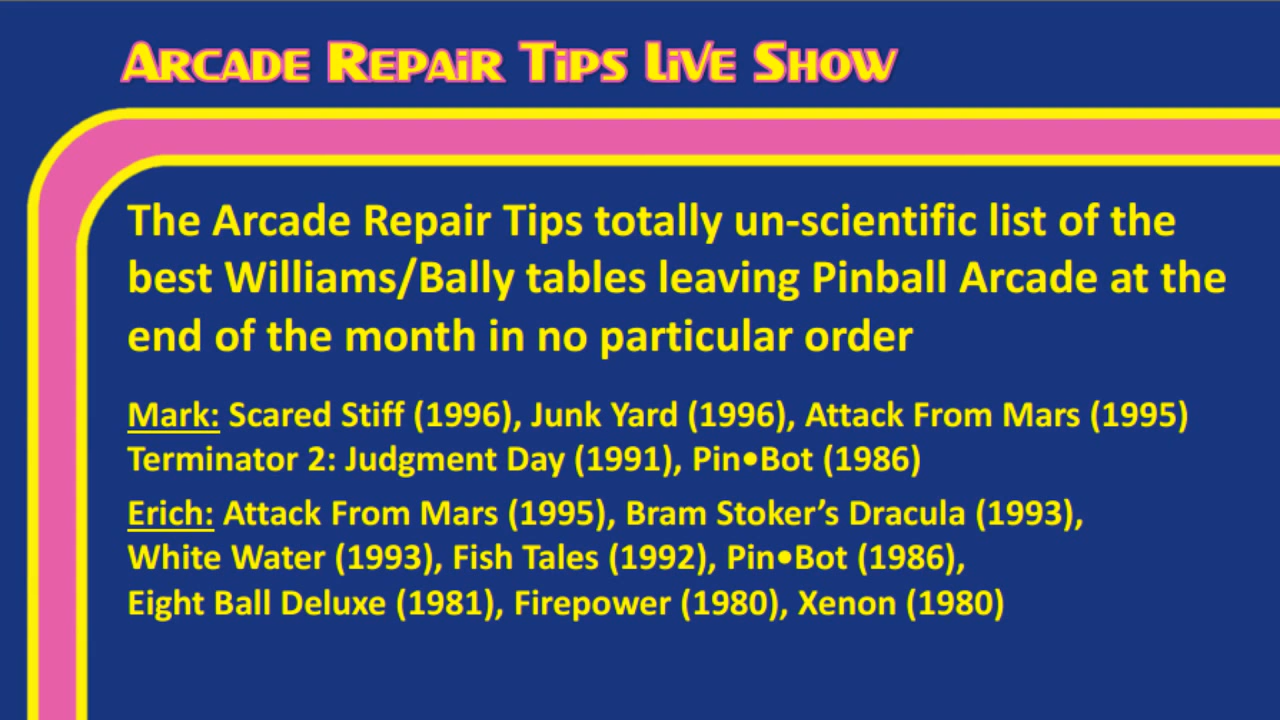 Arcade Repair Tips Live Show
The Arcade Repair Tips totally un-scientific list of the
best Williams/Bally tables leaving Pinball Arcade at the
end of the month in no particular order
Mark: Scared Stiff (1996), Junk Yard (1996), Attack From Mars (1995)
Terminator 2: Judgment Day (1991), Pin•Bot (1986)
Erich: Attack From Mars (1995), Bram Stoker’s Dracula (1993),
White Water (1993), Fish Tales (1992), Pin•Bot (1986),
Eight Ball Deluxe (1981), Firepower (1980), Xenon (1980)